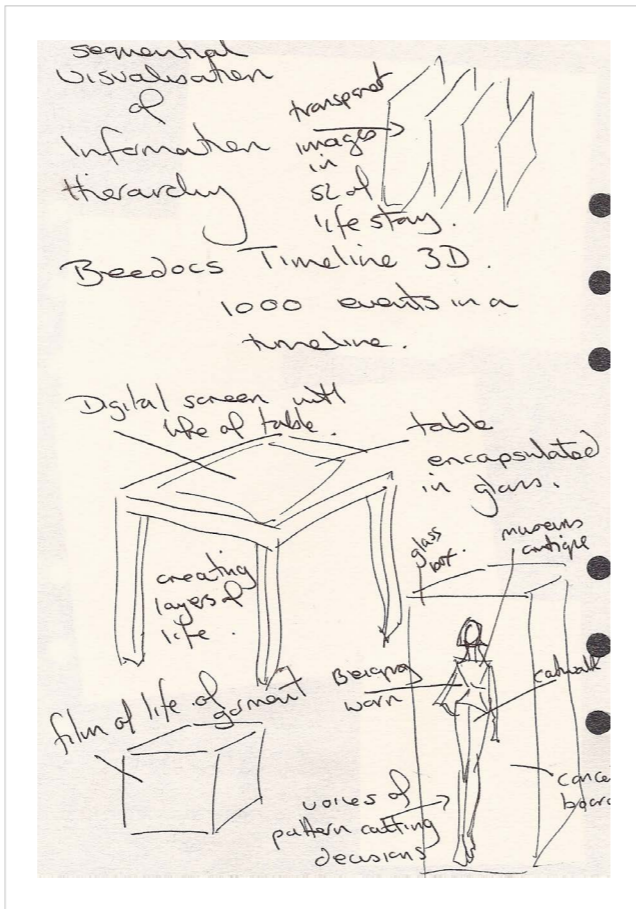 sequential
visualisation
of
Information
Hierarchy
transparent
images
in
of
life story.
Beedocs Timeline 3D.
1000 events in a
timeline.
Digital screen with
life of table.
table
encapsulated
in glass.
creating
layers of
life.
film of life of garment
glass
box.
museums
antique
worn
catwalk
voices of
pattern cutting
decisions